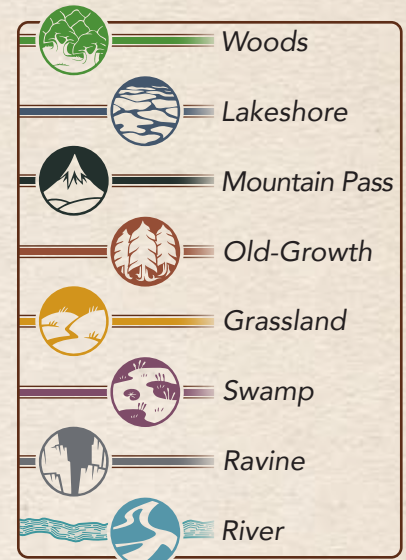 Woods
Lakeshore
Mountain Pass
Old-Growth
Grassland
Swamp
Ravine
River